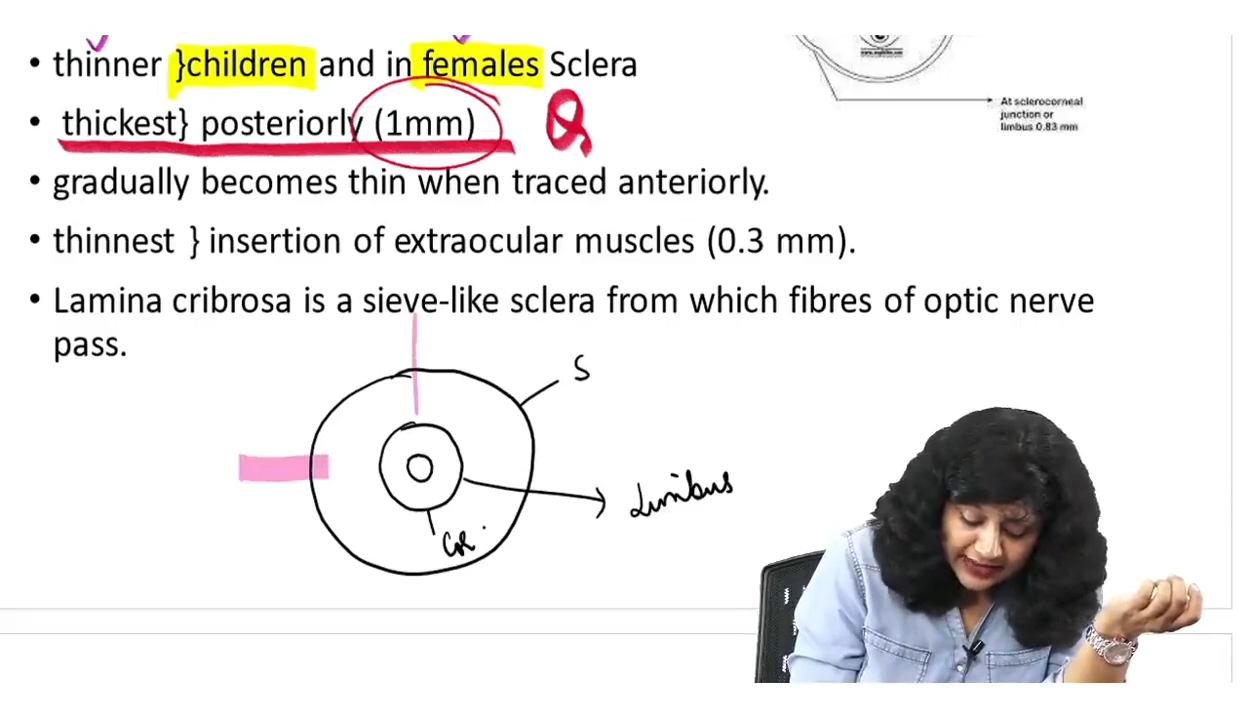 • thinner }children and in females Sclera
At sclerocorneal
junction or
limbus 0.83 mm
• thickest} posteriorly (1mm) Q
• gradually becomes thin when traced anteriorly.
• thinnest } insertion of extraocular muscles (0.3 mm).
• Lamina cribrosa is a sieve-like sclera from which fibres of optic nerve
pass.
S
Limbus